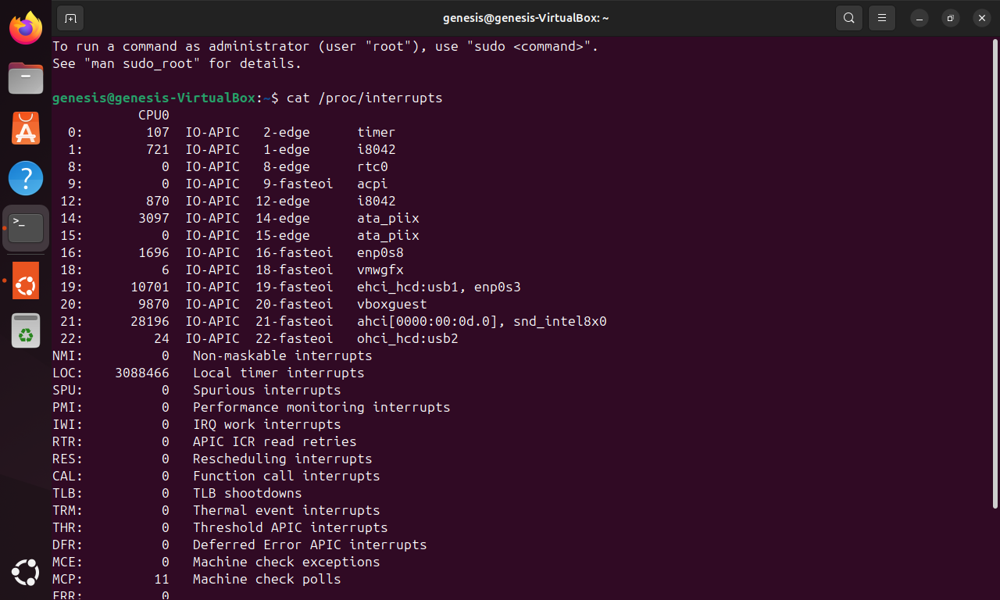 genesis@genesis-VirtualBox: ~
To run a command as administrator (user "root"), use "sudo <command>".
See "man sudo_root" for details.
genesis@genesis-VirtualBox:~$ cat /proc/interrupts
           CPU0
  0:        107  IO-APIC   2-edge      timer
  1:        721  IO-APIC   1-edge      i8042
  8:          0  IO-APIC   8-edge      rtc0
  9:          0  IO-APIC   9-fasteoi   acpi
 12:        870  IO-APIC  12-edge      i8042
 14:       3097  IO-APIC  14-edge      ata_piix
 15:          0  IO-APIC  15-edge      ata_piix
 16:       1696  IO-APIC  16-fasteoi   enp0s8
 18:          6  IO-APIC  18-fasteoi   vmwgfx
 19:      10701  IO-APIC  19-fasteoi   ehci_hcd:usb1, enp0s3
 20:       9870  IO-APIC  20-fasteoi   vboxguest
 21:      28196  IO-APIC  21-fasteoi   ahci[0000:00:0d.0], snd_intel8x0
 22:         24  IO-APIC  22-fasteoi   ohci_hcd:usb2
NMI:          0   Non-maskable interrupts
LOC:    3088466   Local timer interrupts
SPU:          0   Spurious interrupts
PMI:          0   Performance monitoring interrupts
IWI:          0   IRQ work interrupts
RTR:          0   APIC ICR read retries
RES:          0   Rescheduling interrupts
CAL:          0   Function call interrupts
TLB:          0   TLB shootdowns
TRM:          0   Thermal event interrupts
THR:          0   Threshold APIC interrupts
DFR:          0   Deferred Error APIC interrupts
MCE:          0   Machine check exceptions
MCP:         11   Machine check polls
ERR:          0